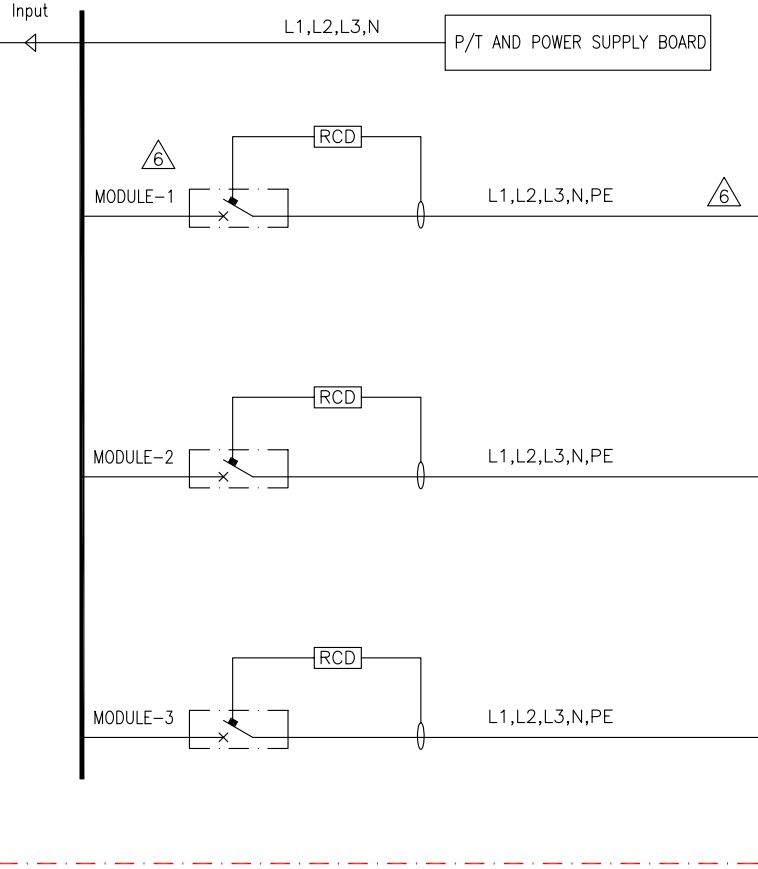 Input
L1,L2,L3,N
P/T AND POWER SUPPLY BOARD
RCD
6
MODULE-1
L1,L2,L3,N,PE
6
RCD
MODULE-2
L1,L2,L3,N,PE
RCD
MODULE-3
L1,L2,L3,N,PE